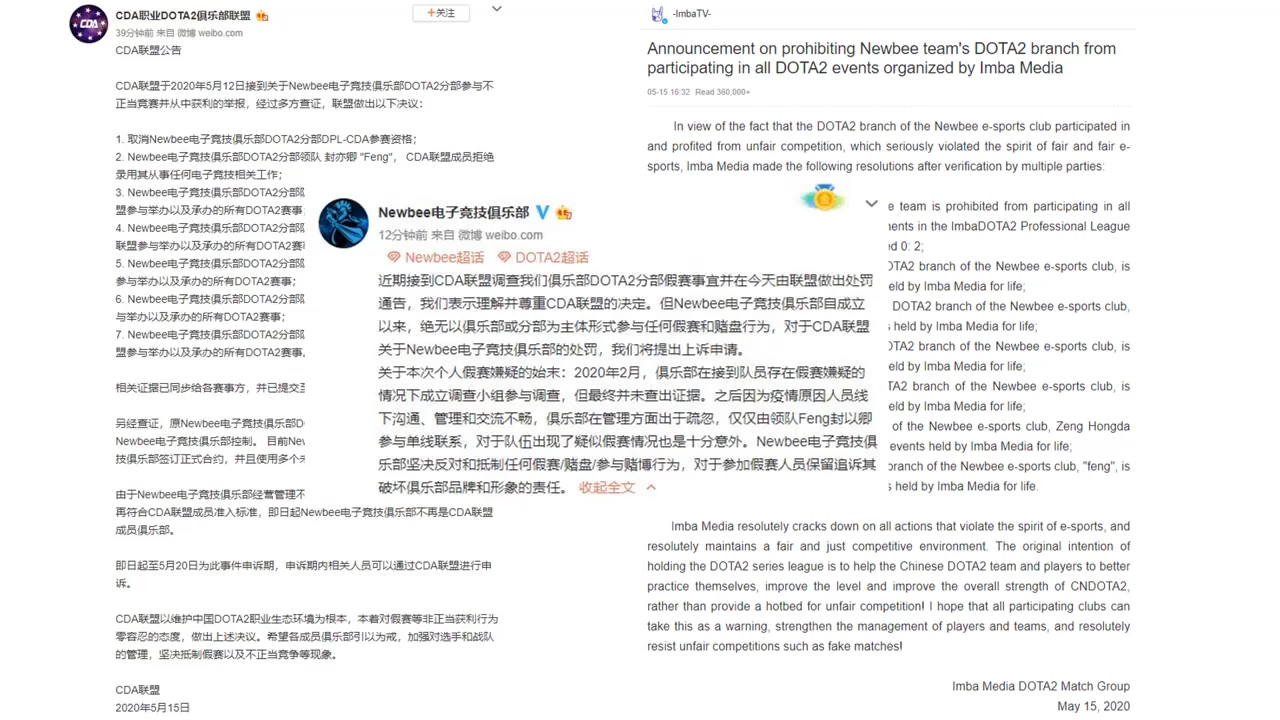 CDA职业DOTA2俱乐部联盟
+关注
39分钟前 来自 微博 weibo.com
CDA联盟公告
CDA联盟于2020年5月12日接到关于Newbee电子竞技俱乐部DOTA2分部参与不
正当竞赛并从中获利的举报，经过多方查证，联盟做出以下决议：
1. 取消Newbee电子竞技俱乐部DOTA2分部DPL-CDA参赛资格；
2. Newbee电子竞技俱乐部DOTA2分部领队 封亦卿 "Feng"， CDA联盟成员拒绝
录用其从事任何电子竞技相关工作；
3. Newbee电子竞技俱乐部DOTA2分部
盟参与举办以及承办的所有DOTA2赛事
4. Newbee电子竞技俱乐部DOTA2分部
联盟参与举办以及承办的所有DOTA2赛
5. Newbee电子竞技俱乐部DOTA2分部
参与举办以及承办的所有DOTA2赛事；
6. Newbee电子竞技俱乐部DOTA2分部
与举办以及承办的所有DOTA2赛事；
7. Newbee电子竞技俱乐部DOTA2分部
盟参与举办以及承办的所有DOTA2赛事。
相关证据已同步给各赛事方，并已提交至
另经查证，原Newbee电子竞技俱乐部D
Newbee电子竞技俱乐部控制。 目前Nev
技俱乐部签订正式合约，并且使用多个未
由于Newbee电子竞技俱乐部经营管理不
再符合CDA联盟成员准入标准，即日起Newbee电子竞技俱乐部不再是CDA联盟
成员俱乐部。
即日起至5月20日为此事件申诉期，申诉期内相关人员可以通过CDA联盟进行申
诉。
CDA联盟以维护中国DOTA2职业生态环境为根本，本着对假赛等非正当获利行为
零容忍的态度，做出上述决议。希望各成员俱乐部引以为戒，加强对选手和战队
的管理，坚决抵制假赛以及不正当竞争等现象。
CDA联盟
2020年5月15日
Newbee电子竞技俱乐部
12分钟前 来自 微博 weibo.com
Newbee超话 DOTA2超话
近期接到CDA联盟调查我们俱乐部DOTA2分部假赛事宜并在今天由联盟做出处罚
通告，我们表示理解并尊重CDA联盟的决定。但Newbee电子竞技俱乐部自成立
以来，绝无以俱乐部或分部为主体形式参与任何假赛和赌盘行为，对于CDA联盟
关于Newbee电子竞技俱乐部的处罚，我们将提出上诉申请。
关于本次个人假赛嫌疑的始末：2020年2月，俱乐部在接到队员存在假赛嫌疑的
情况下成立调查小组参与调查，但最终并未查出证据。之后因为疫情原因人员线
下沟通、管理和交流不畅，俱乐部在管理方面出于疏忽，仅仅由领队Feng封以卿
参与单线联系，对于队伍出现了疑似假赛情况也是十分意外。Newbee电子竞技俱
乐部坚决反对和抵制任何假赛/赌盘/参与赌博行为，对于参加假赛人员保留追诉其
破坏俱乐部品牌和形象的责任。 收起全文
-ImbaTV-
Announcement on prohibiting Newbee team's DOTA2 branch from
participating in all DOTA2 events organized by Imba Media
05-15 16:32 Read 360,000+
In view of the fact that the DOTA2 branch of the Newbee e-sports club participated in
and profited from unfair competition, which seriously violated the spirit of fair and fair e-
sports, Imba Media made the following resolutions after verification by multiple parties:
e team is prohibited from participating in all
nents in the ImbaDOTA2 Professional League
ed 0: 2;
OTA2 branch of the Newbee e-sports club, is
eld by Imba Media for life;
DOTA2 branch of the Newbee e-sports club,
s held by Imba Media for life;
OTA2 branch of the Newbee e-sports club, is
eld by Imba Media for life;
TA2 branch of the Newbee e-sports club, is
eld by Imba Media for life;
of the Newbee e-sports club, Zeng Hongda
events held by Imba Media for life;
branch of the Newbee e-sports club, "feng", is
s held by Imba Media for life.
Imba Media resolutely cracks down on all actions that violate the spirit of e-sports, and
resolutely maintains a fair and just competitive environment. The original intention of
holding the DOTA2 series league is to help the Chinese DOTA2 team and players to better
practice themselves, improve the level and improve the overall strength of CNDOTA2,
rather than provide a hotbed for unfair competition! I hope that all participating clubs can
take this as a warning, strengthen the management of players and teams, and resolutely
resist unfair competitions such as fake matches!
Imba Media DOTA2 Match Group
May 15, 2020